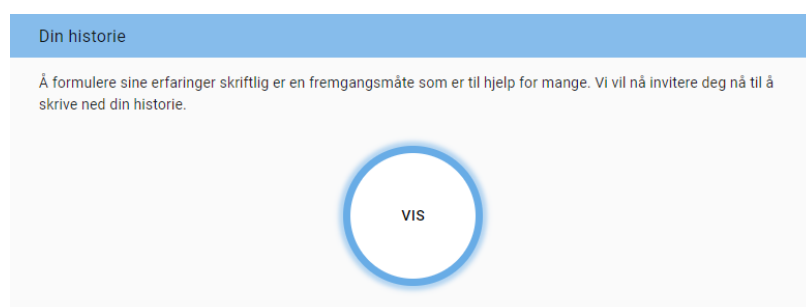 Din historie
Å formulere sine erfaringer skriftlig er en fremgangsmåte som er til hjelp for mange. Vi vil nå invitere deg nå til å
skrive ned din historie.
VIS